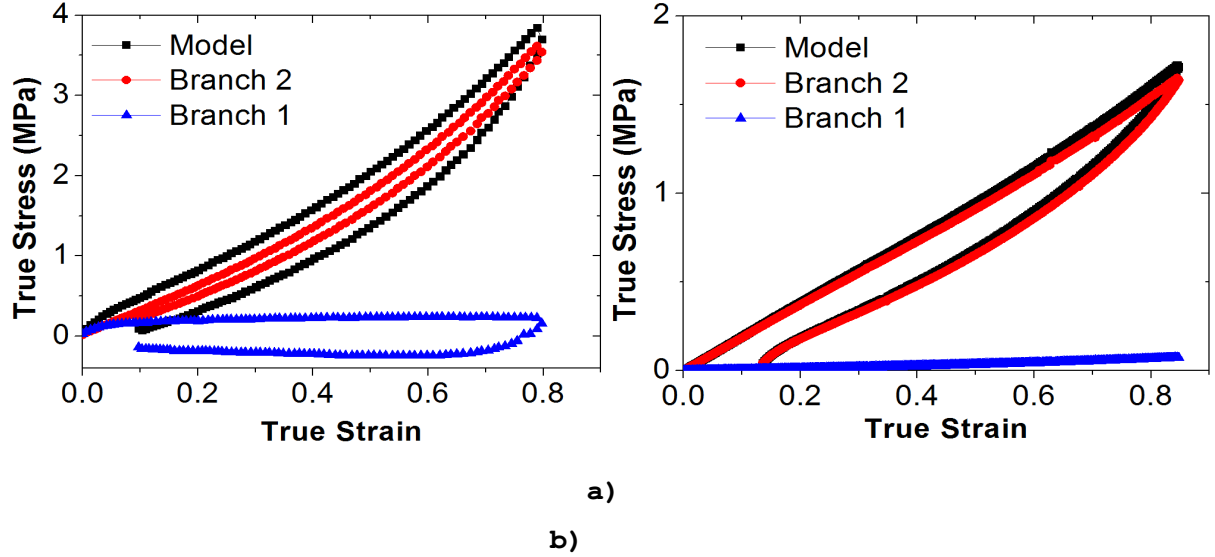 True Stress (MPa)
4
3
2
1
0
Model
Branch 2
Branch 1
0.0 0.2 0.4 0.6 0.8
True Strain
True Stress (MPa)
2
1
0
Model
Branch 2
Branch 1
0.0 0.2 0.4 0.6 0.8
True Strain
a)
b)